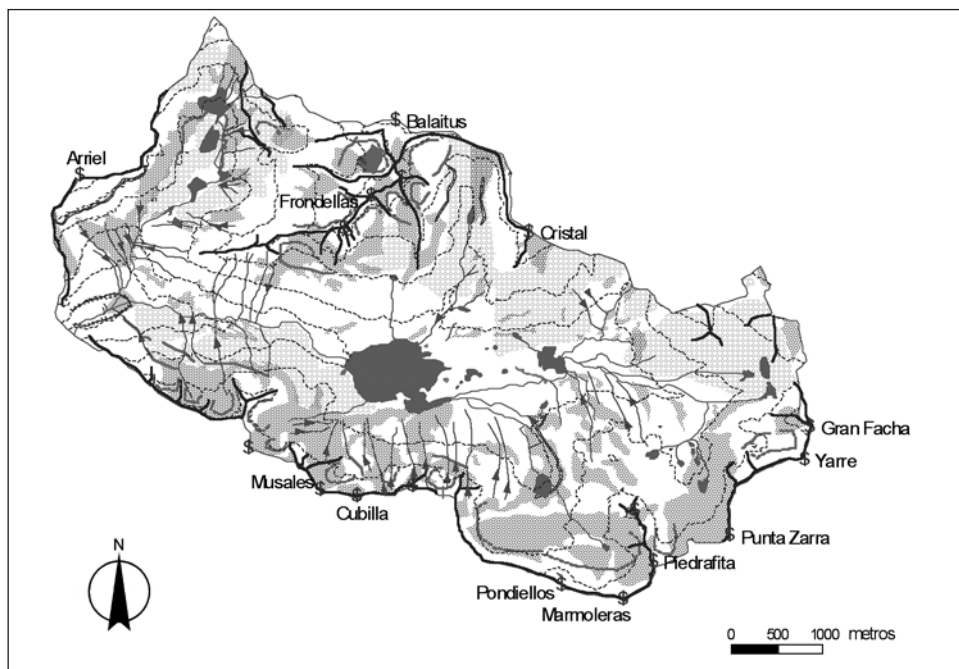 Balaitus
Arriel
Frondellas
Cristal
Gran Facha
Yarre
Musales
Cubilla
Punta Zarra
Piedrafita
Pondiellos
Marmoleras
N
0 500 1000 metros